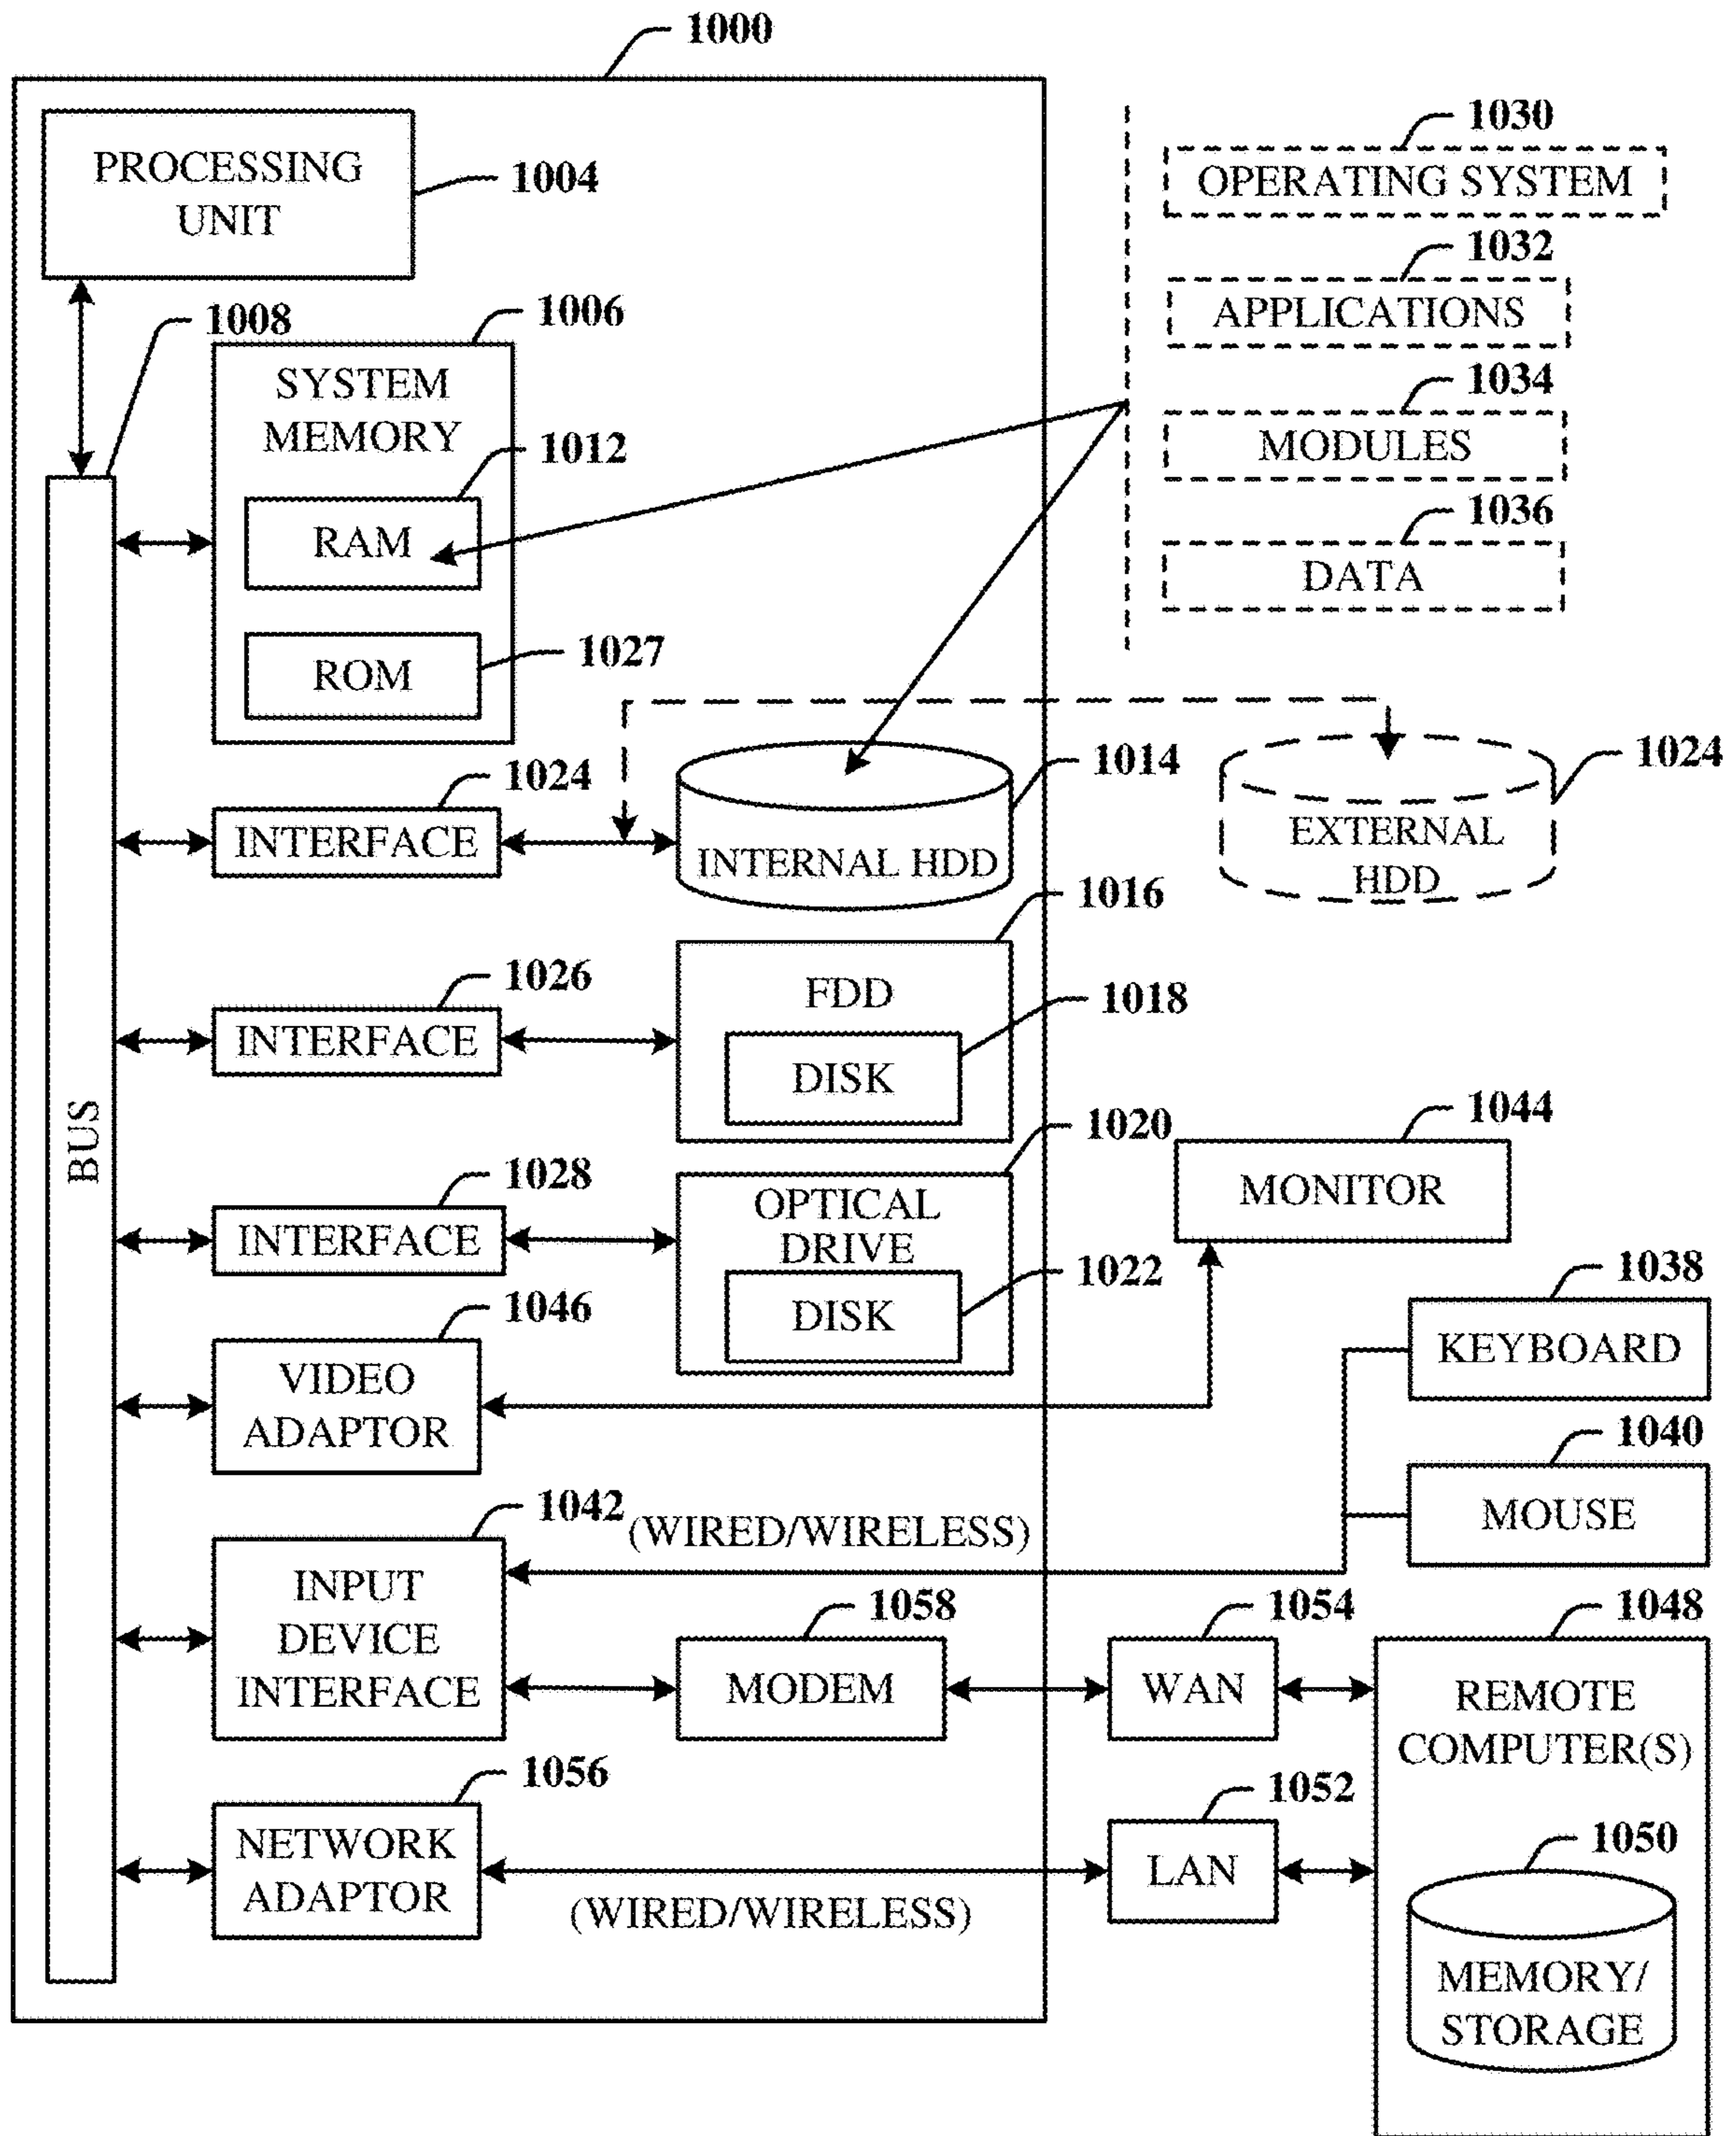 1000
PROCESSING
UNIT
1004
1030
OPERATING SYSTEM
1032
APPLICATIONS
1034
MODULES
1036
DATA
1008
1006
SYSTEM
MEMORY
1012
RAM
ROM
1027
1024
INTERFACE
1014
INTERNAL HDD
1024
EXTERNAL
HDD
1026
INTERFACE
1016
FDD
1018
DISK
BUS
1028
INTERFACE
1020
OPTICAL
DRIVE
1022
DISK
1044
MONITOR
1046
VIDEO
ADAPTOR
1038
KEYBOARD
1040
MOUSE
1042
(WIRED/WIRELESS)
INPUT
DEVICE
INTERFACE
1058
MODEM
1054
WAN
1048
REMOTE
COMPUTER(S)
1056
NETWORK
ADAPTOR
(WIRED/WIRELESS)
1052
LAN
1050
MEMORY/
STORAGE